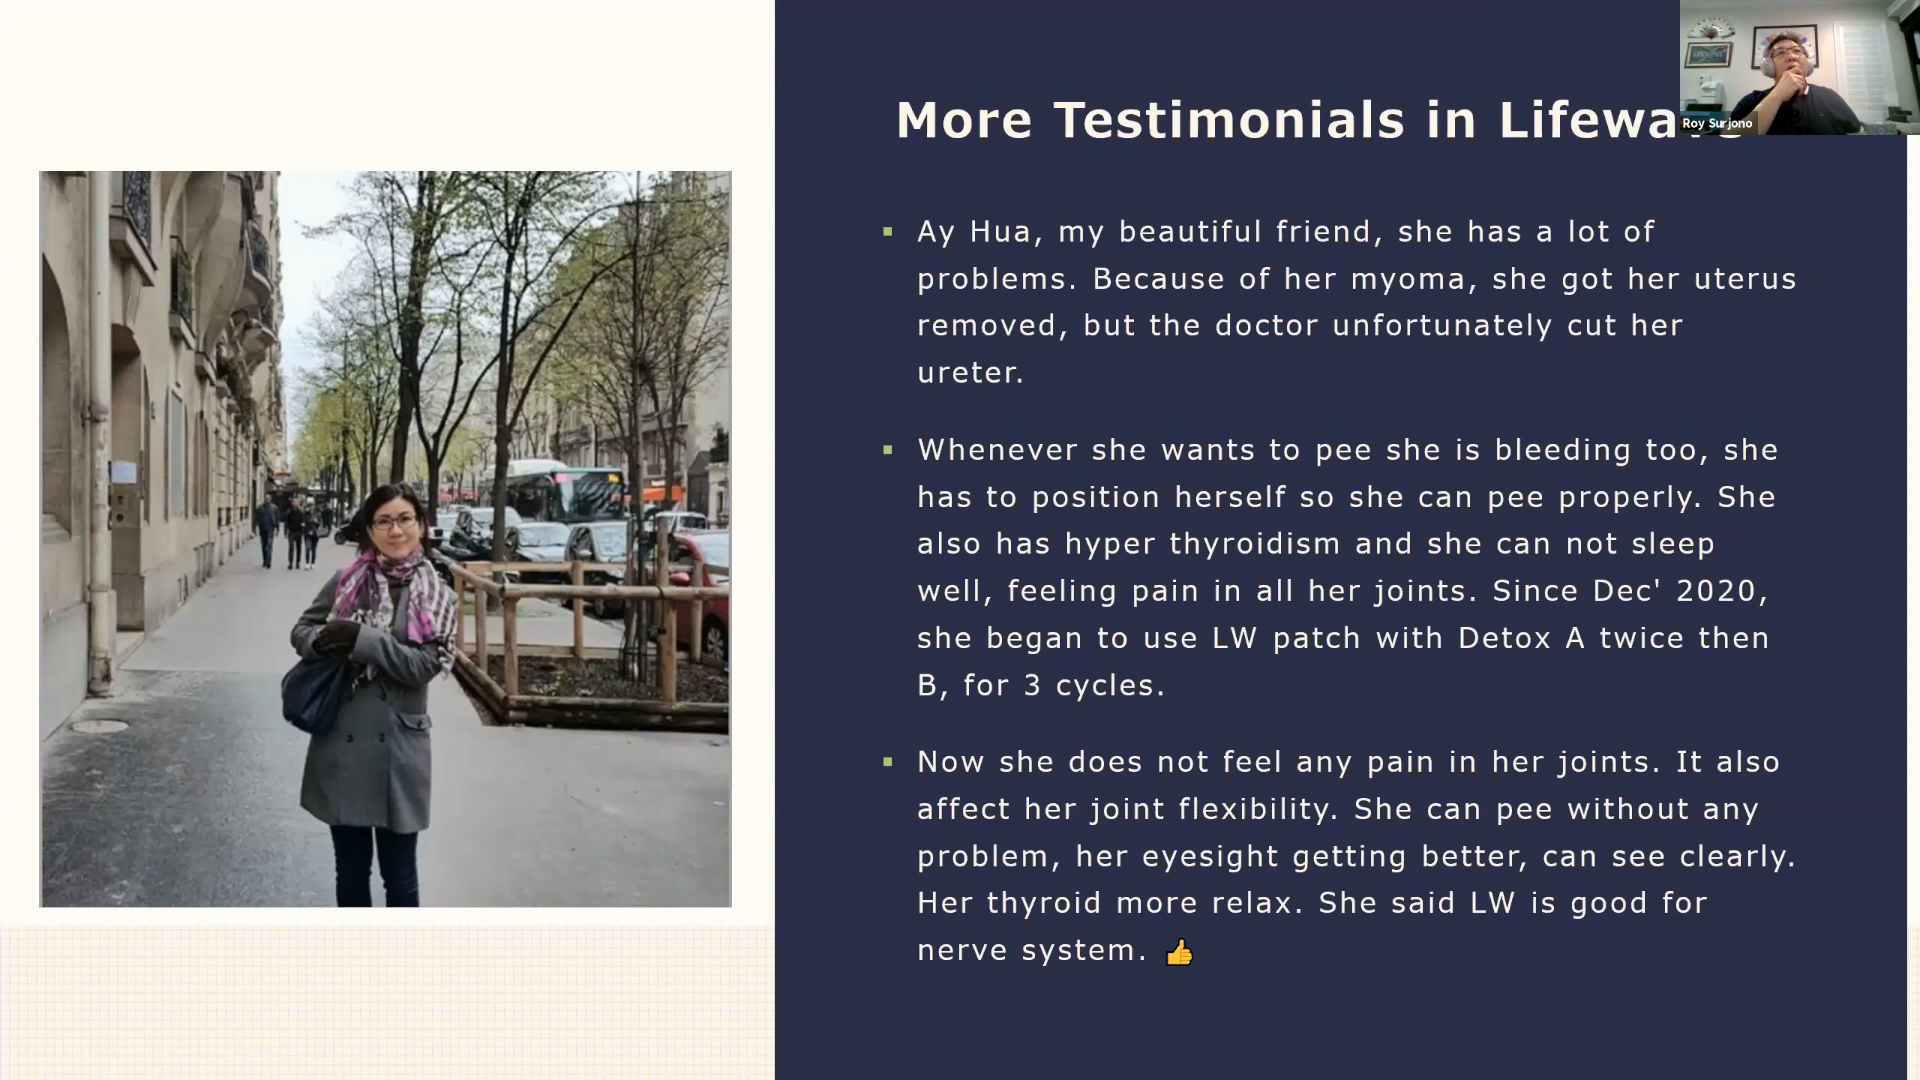 More Testimonials in
Roy Surjono
Ay Hua, my beautiful friend, she has a lot of
problems. Because of her myoma, she got her uterus
removed, but the doctor unfortunately cut her
ureter.
Whenever she wants to pee she is bleeding too, she
has to position herself so she can pee properly. She
also has hyper thyroidism and she can not sleep
well, feeling pain in all her joints. Since Dec' 2020,
she began to use LW patch with Detox A twice then
B, for 3 cycles.
Now she does not feel any pain in her joints. It also
affect her joint flexibility. She can pee without any
problem, her eyesight getting better, can see clearly.
Her thyroid more relax. She said LW is good for
nerve system. 👍